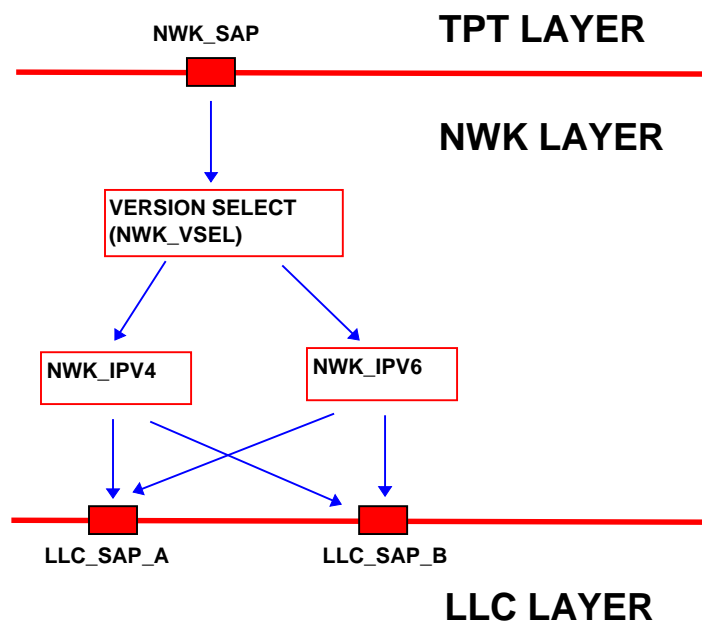 TPT LAYER
NWK_SAP
NWK LAYER
VERSION SELECT
(NWK_VSEL)
NWK_IPV4
NWK_IPV6
LLC_SAP_A
LLC_SAP_B
LLC LAYER